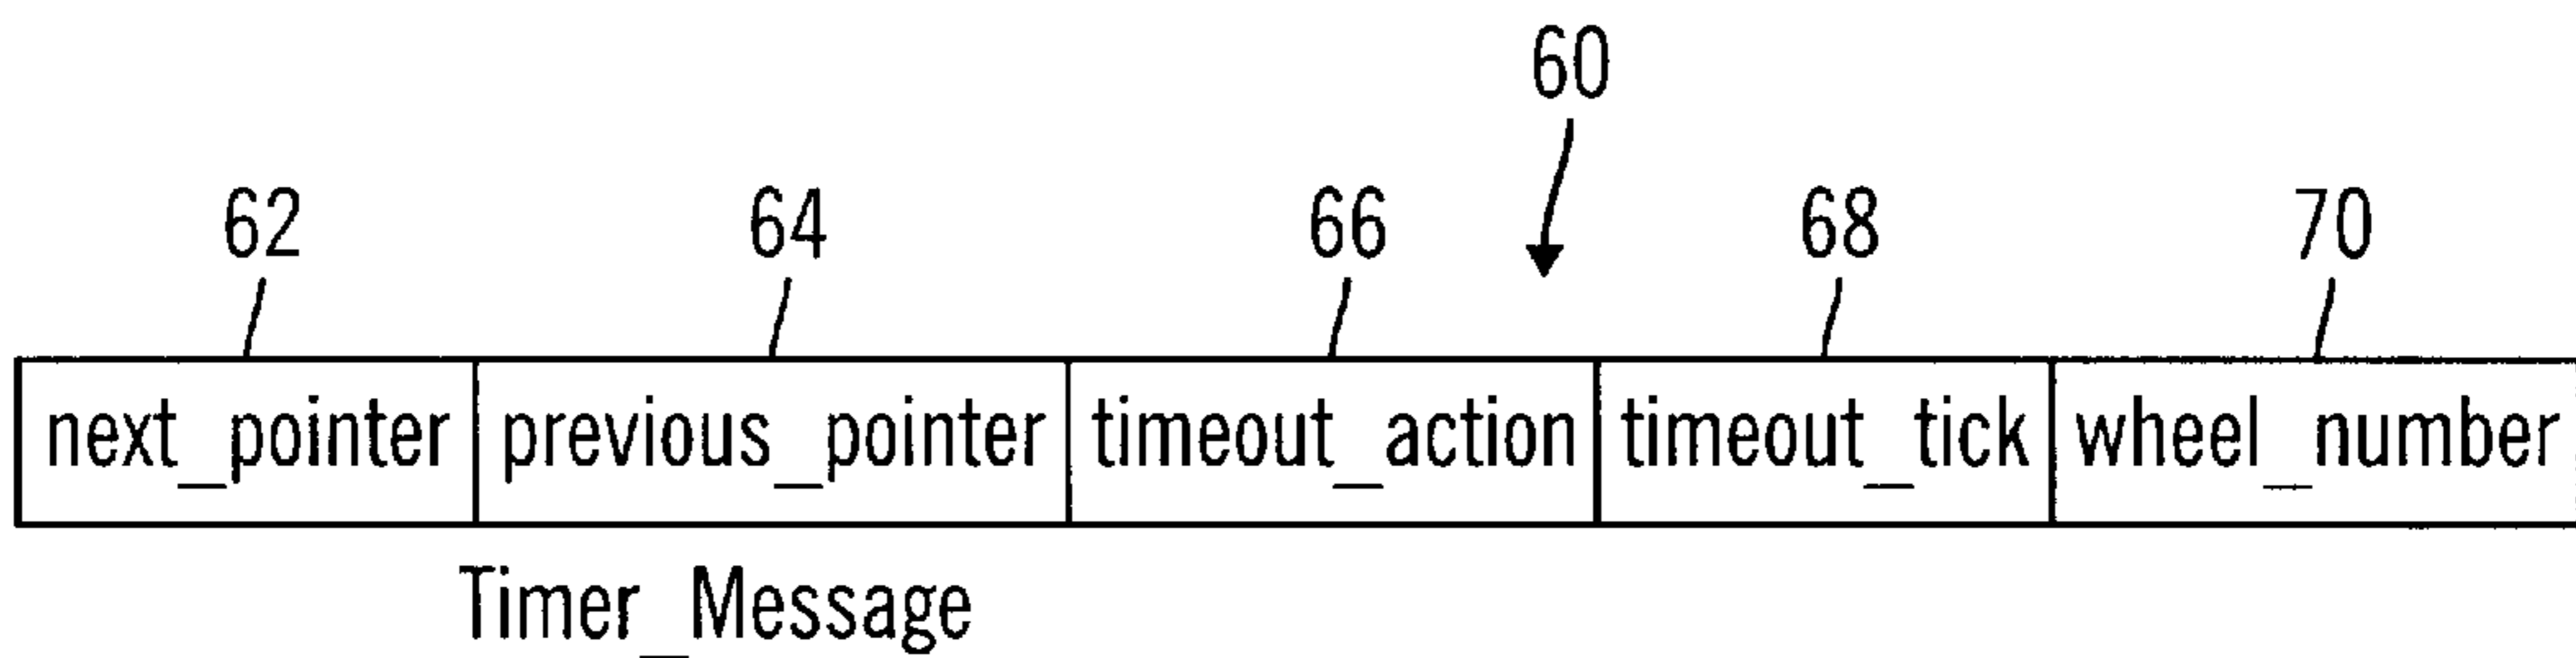 60
62 64 66 68 70
next_pointer previous_pointer timeout_action timeout_tick wheel_number
Timer_Message